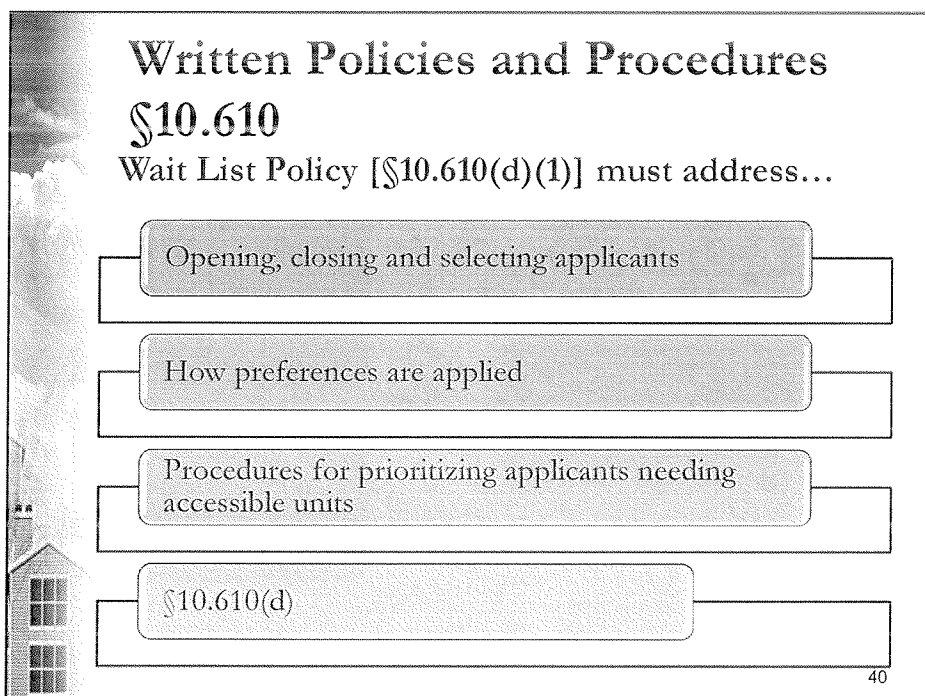 Written Policies and Procedures
§10.610
Wait List Policy [§10.610(d)(1)] must address...
Opening, closing and selecting applicants
How preferences are applied
Procedures for prioritizing applicants needing
accessible units
§10.610(d)
40